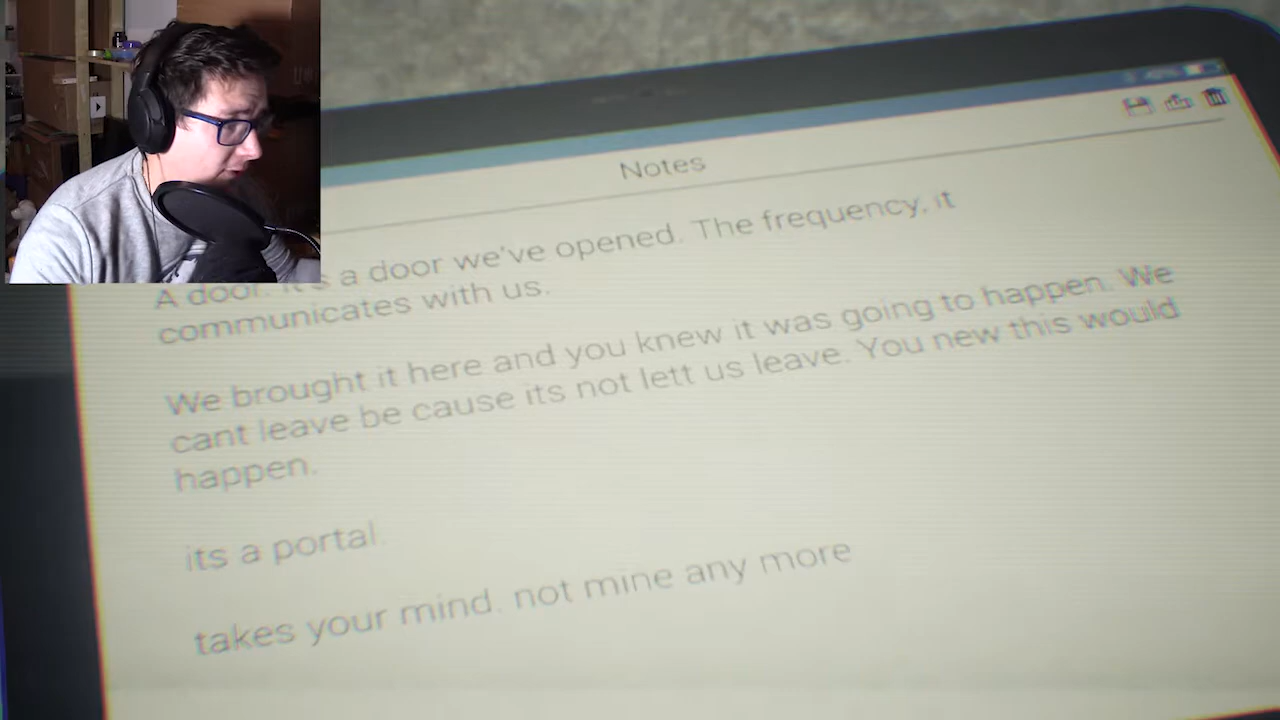 Notes
A door. It's a door we've opened. The frequency, it
communicates with us.
We brought it here and you knew it was going to happen. We
cant leave be cause its not lett us leave. You new this would
happen.
its a portal.
takes your mind. not mine any more